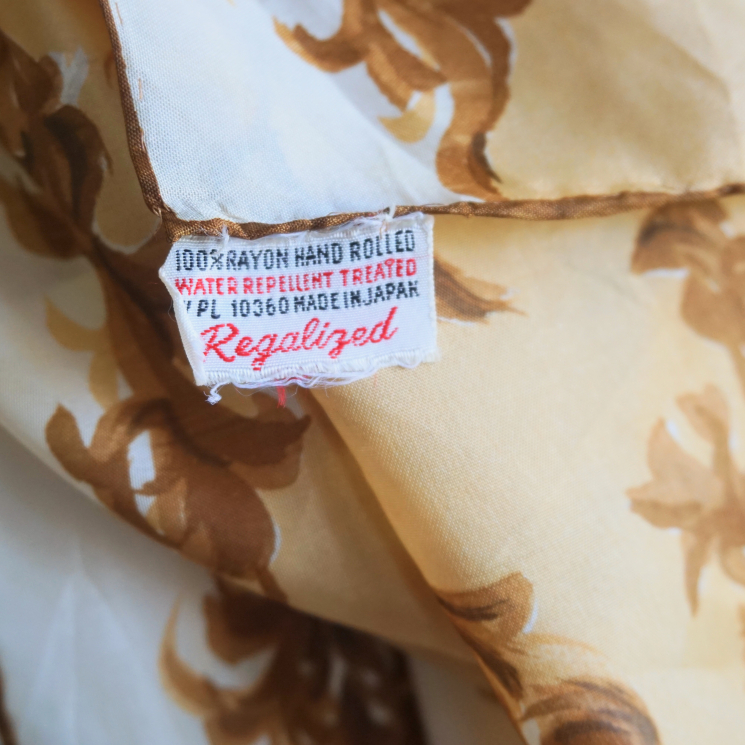 100% RAYON HAND ROLLED
WATER REPELLENT TREATED
PL 10360 MADE IN JAPAN
Regalized